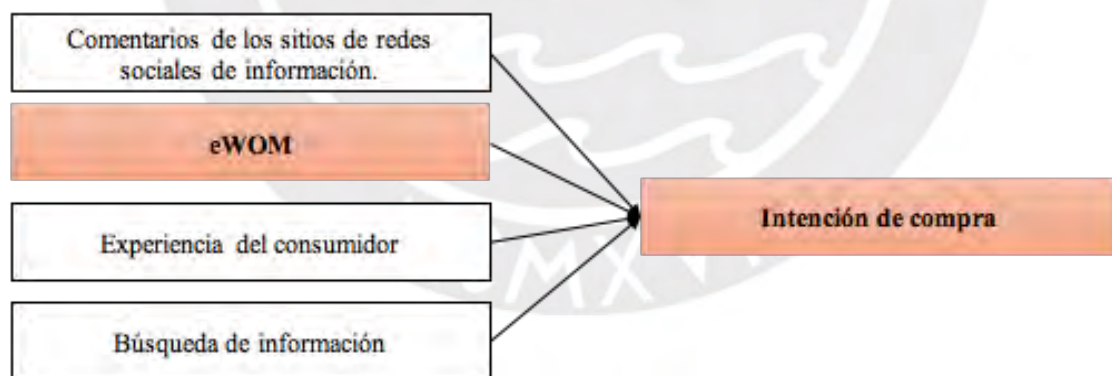 Comentarios de los sitios de redes
sociales de información.
eWOM
Experiencia del consumidor
Búsqueda de información
Intención de compra